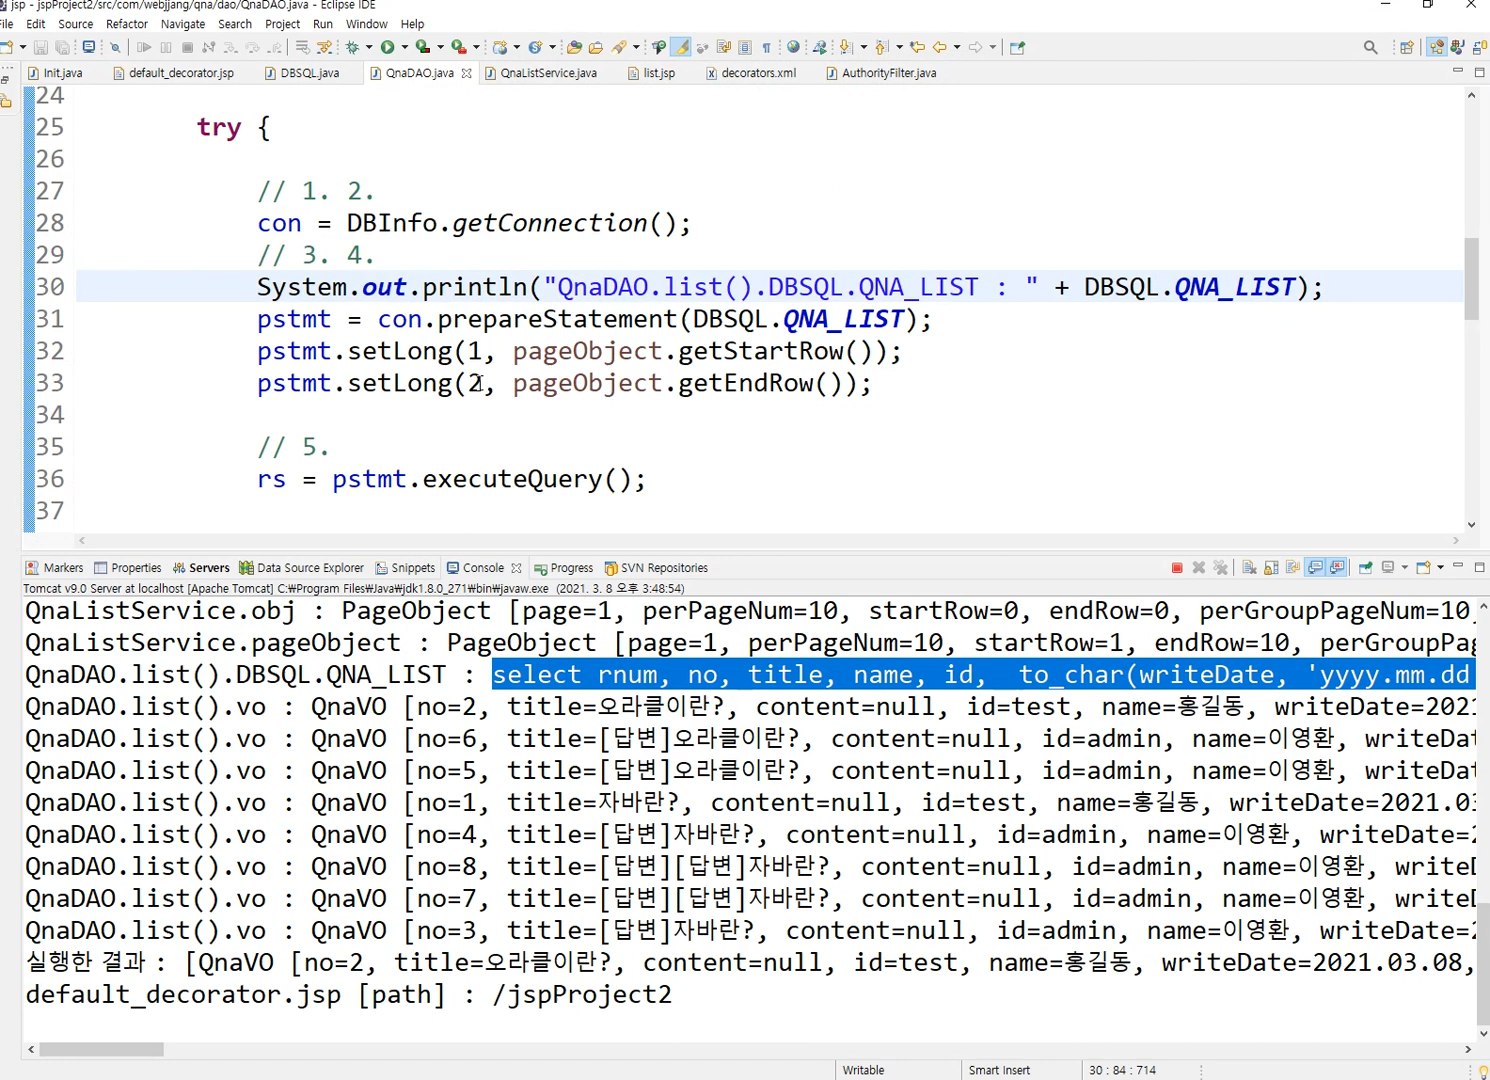 jsp - jspProject2/src/com/webjjang/qna/dao/QnaDAO.java - Eclipse IDE
File Edit Source Refactor Navigate Search Project Run Window Help
Init.java default_decorator.jsp DBSQL.java QnaDAO.java QnaListService.java list.jsp decorators.xml AuthorityFilter.java
24
25 try {
26
27 // 1. 2.
28 con = DBInfo.getConnection();
29 // 3. 4.
30 System.out.println("QnaDAO.list().DBSQL.QNA_LIST : " + DBSQL.QNA_LIST);
31 pstmt = con.prepareStatement(DBSQL.QNA_LIST);
32 pstmt.setLong(1, pageObject.getStartRow());
33 pstmt.setLong(2, pageObject.getEndRow());
34
35 // 5.
36 rs = pstmt.executeQuery();
37
Markers Properties Servers Data Source Explorer Snippets Console Progress SVN Repositories
Tomcat v9.0 Server at localhost [Apache Tomcat] C:₩Program Files₩Java₩jdk1.8.0_271₩bin₩javaw.exe (2021. 3. 8 오후 3:48:54)
QnaListService.obj : PageObject [page=1, perPageNum=10, startRow=0, endRow=0, perGroupPageNum=10
QnaListService.pageObject : PageObject [page=1, perPageNum=10, startRow=1, endRow=10, perGroupPag
QnaDAO.list().DBSQL.QNA_LIST : select rnum, no, title, name, id, to_char(writeDate, 'yyyy.mm.dd
QnaDAO.list().vo : QnaVO [no=2, title=오라클이란?, content=null, id=test, name=홍길동, writeDate=2021
QnaDAO.list().vo : QnaVO [no=6, title=[답변]오라클이란?, content=null, id=admin, name=이영환, writeDat
QnaDAO.list().vo : QnaVO [no=5, title=[답변]오라클이란?, content=null, id=admin, name=이영환, writeDat
QnaDAO.list().vo : QnaVO [no=1, title=자바란?, content=null, id=test, name=홍길동, writeDate=2021.03
QnaDAO.list().vo : QnaVO [no=4, title=[답변]자바란?, content=null, id=admin, name=이영환, writeDate=2
QnaDAO.list().vo : QnaVO [no=8, title=[답변][답변]자바란?, content=null, id=admin, name=이영환, writeD
QnaDAO.list().vo : QnaVO [no=7, title=[답변][답변]자바란?, content=null, id=admin, name=이영환, writeD
QnaDAO.list().vo : QnaVO [no=3, title=[답변]자바란?, content=null, id=admin, name=이영환, writeDate=2
실행한 결과 : [QnaVO [no=2, title=오라클이란?, content=null, id=test, name=홍길동, writeDate=2021.03.08,
default_decorator.jsp [path] : /jspProject2
Writable Smart Insert 30 : 84 : 714